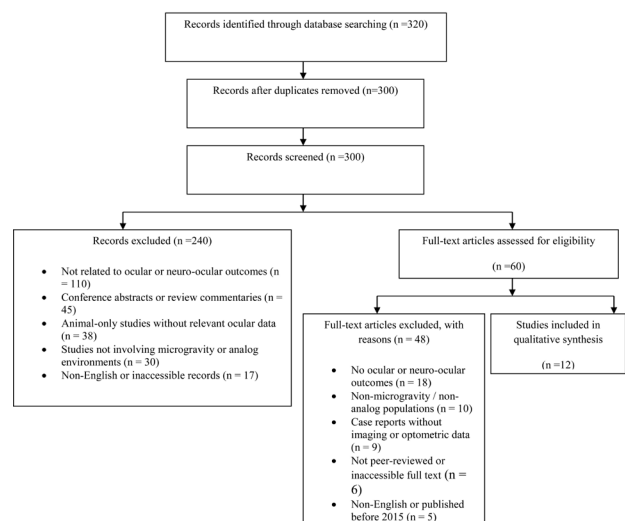 Records identified through database searching (n =320)
Records after duplicates removed (n=300)
Records screened (n =300)
Records excluded (n =240)
• Not related to ocular or neuro-ocular outcomes (n
= 110)
• Conference abstracts or review commentaries (n =
45)
• Animal-only studies without relevant ocular data
(n = 38)
• Studies not involving microgravity or analog
environments (n = 30)
• Non-English or inaccessible records (n = 17)
Full-text articles assessed for eligibility
(n =60)
Full-text articles excluded, with
reasons (n = 48)
• No ocular or neuro-ocular
outcomes (n = 18)
• Non-microgravity / non-
analog populations (n = 10)
• Case reports without
imaging or optometric data
(n = 9)
• Not peer-reviewed or
inaccessible full text (n =
6)
• Non-English or published
before 2015 (n = 5)
Studies included in
qualitative synthesis
(n =12)